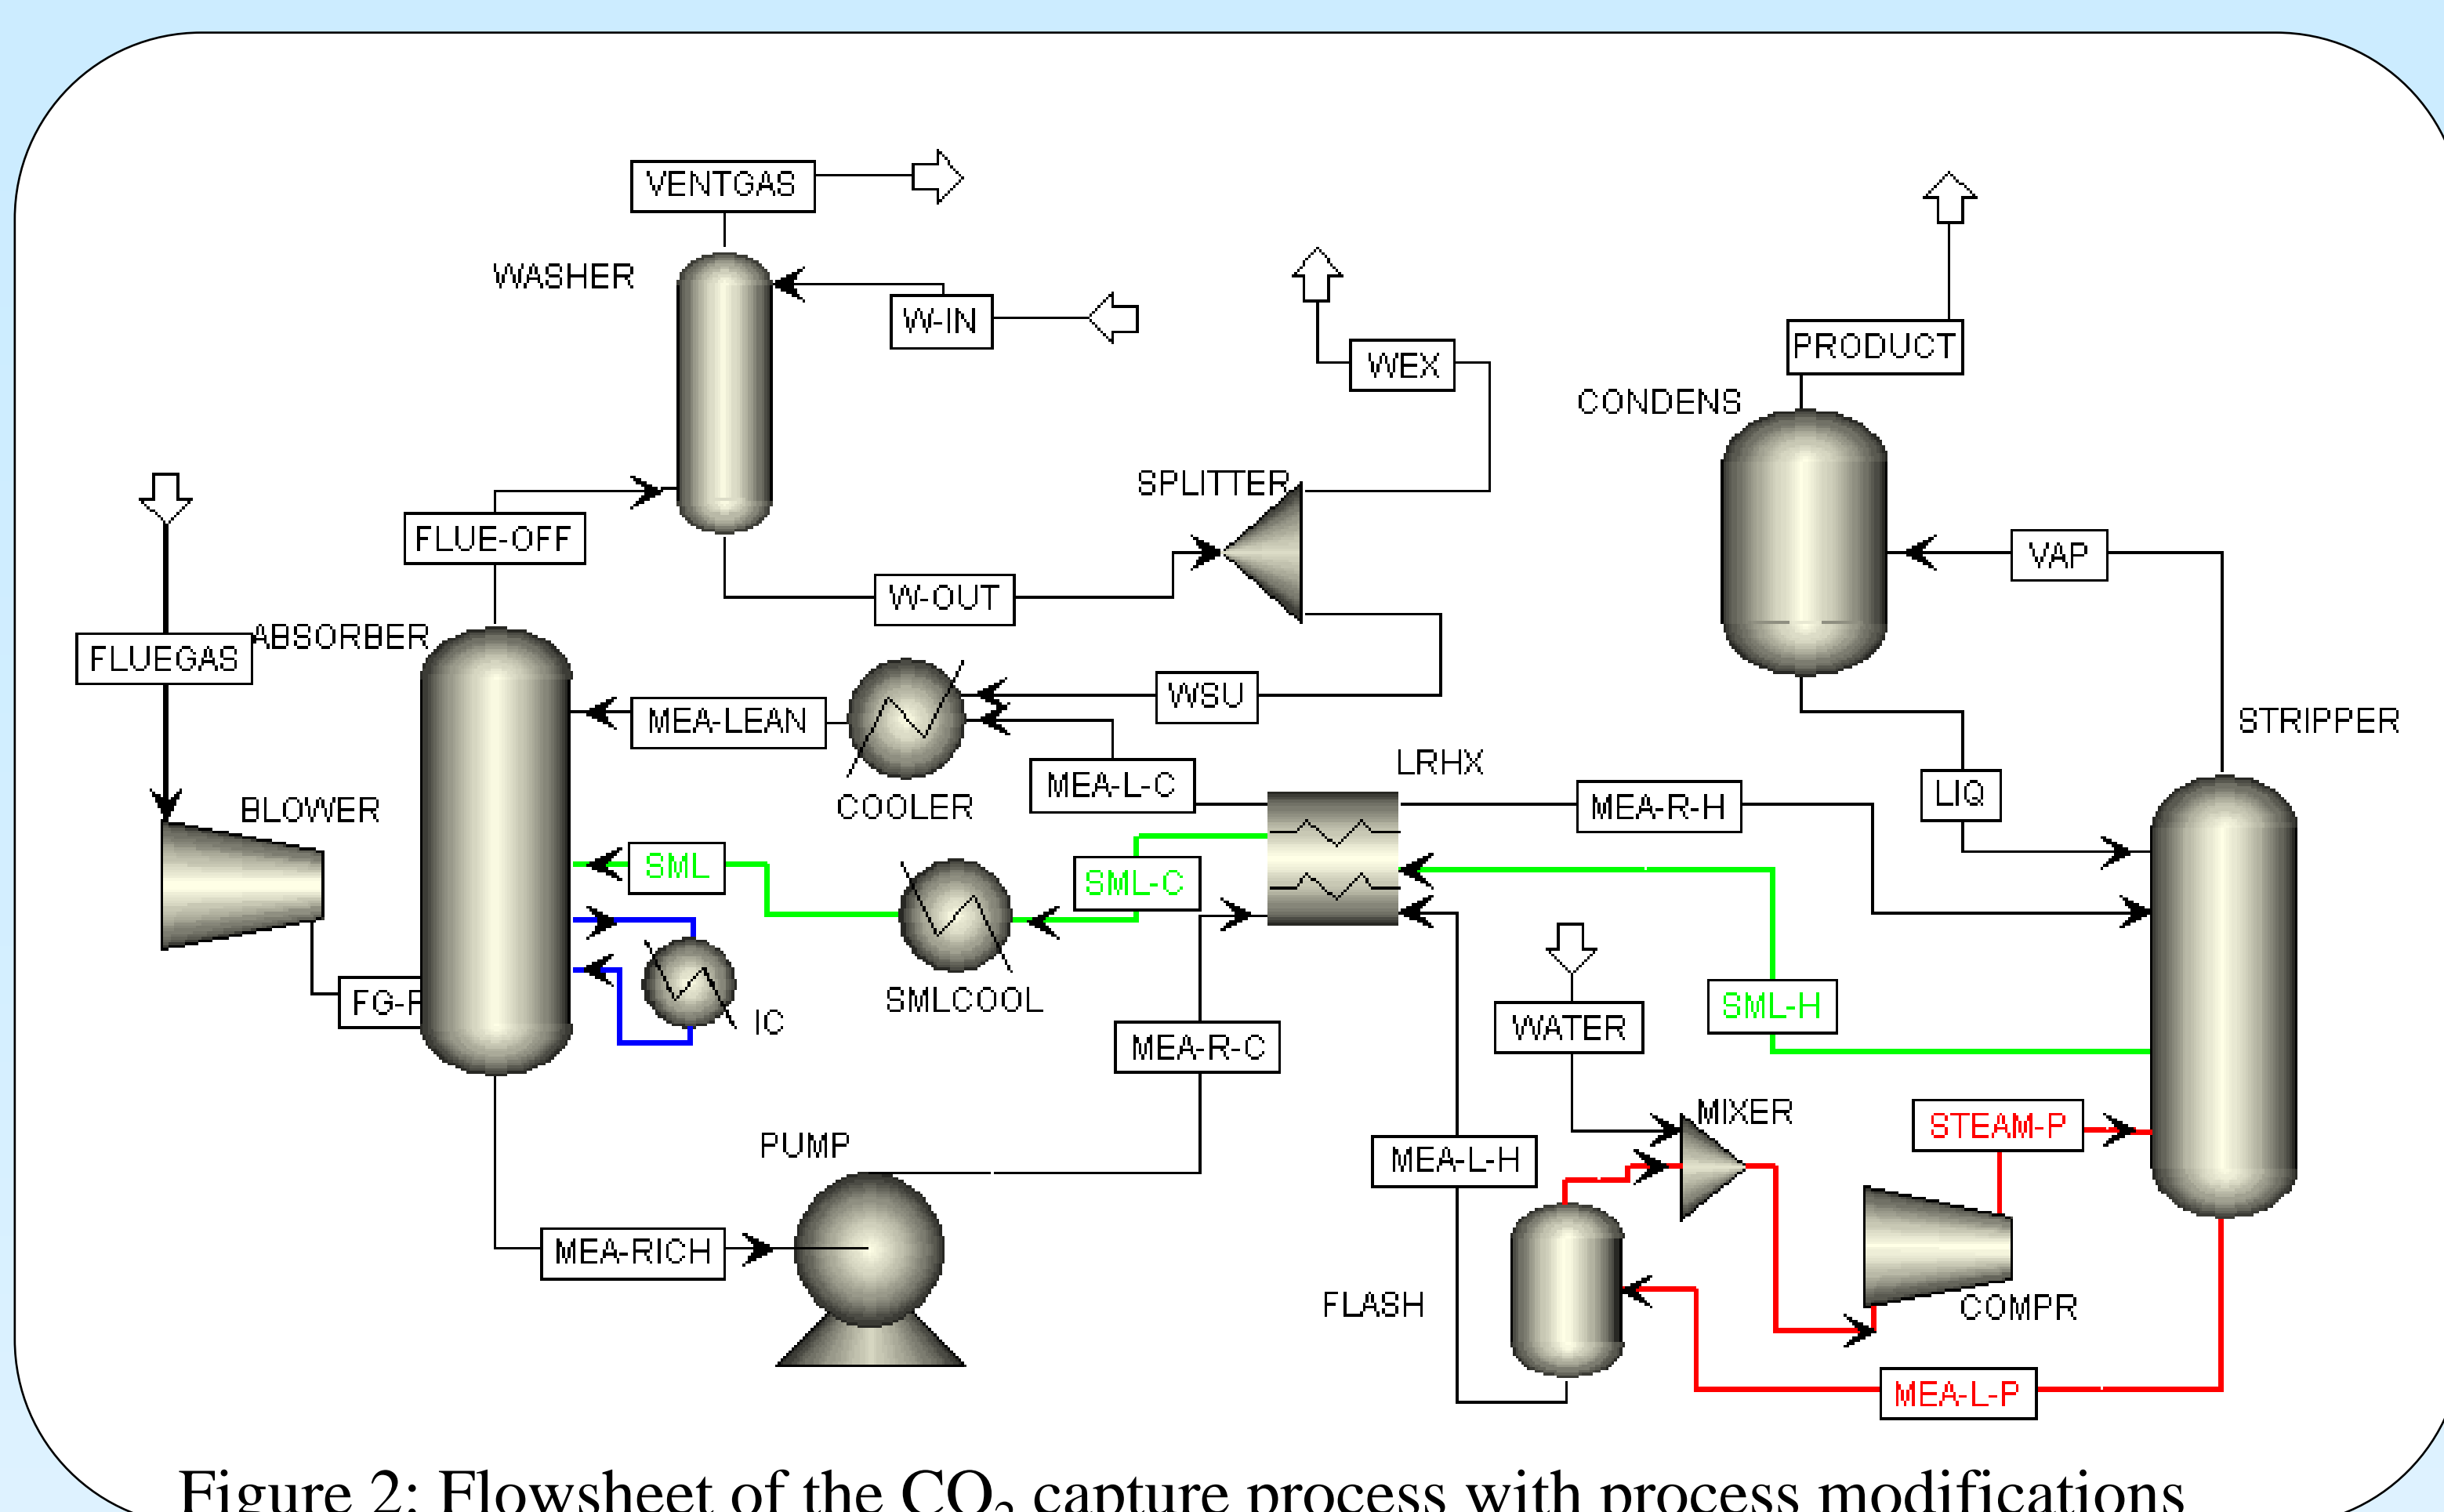 VENTGAS
WASHER
W-IN
WEX
PRODUCT
CONDENS
SPLITTER
FLUE-OFF
VAP
W-OUT
ABSORBER
FLUEGAS
WSU
MEA-LEAN
STRIPPER
LRHX
MEA-L-C
LIQ
COOLER
MEA-R-H
BLOWER
SML
SML-C
FG-
SMLCOOL
SML-H
IC
WATER
MEA-R-C
MIXER
STEAM-P
PUMP
MEA-L-H
MEA-RICH
FLASH
COMPR
MEA-L-P
Figure 2: Flowsheet of the CO₂ capture process with process modifications